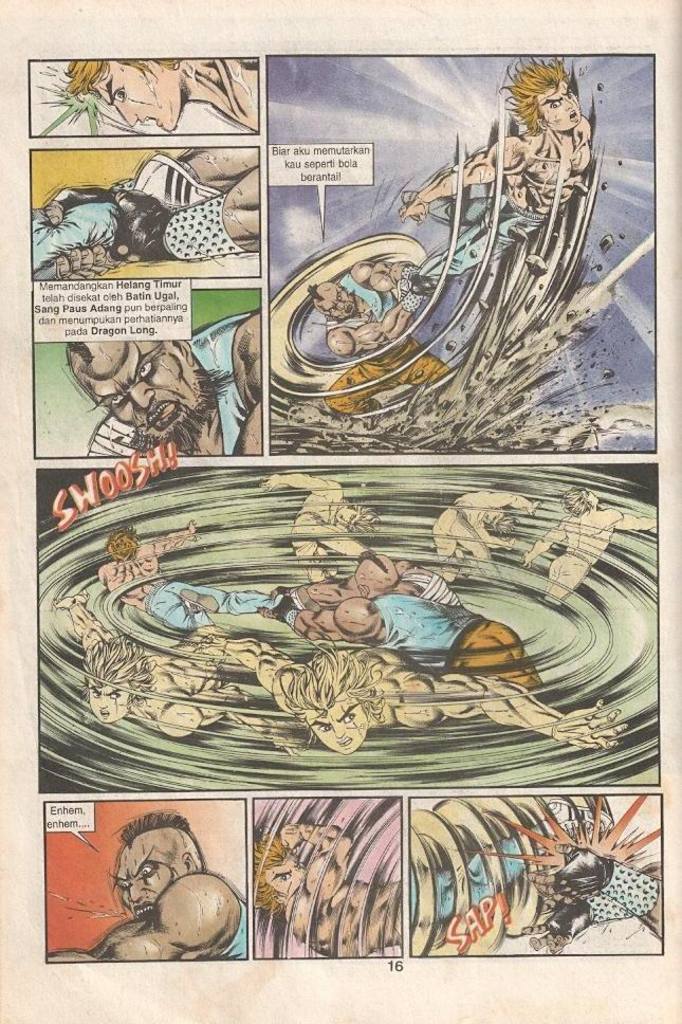 Memandangkan Helang Timur
telah disekat oleh Batin Ugal,
Sang Paus Adang pun berpaling
dan menumpukan perhatiannya
pada Dragon Long.
Biar aku memutarkan
kau seperti bola
berantai!
SWOOSH!!
Enhem,
enhem....
SAP!
16